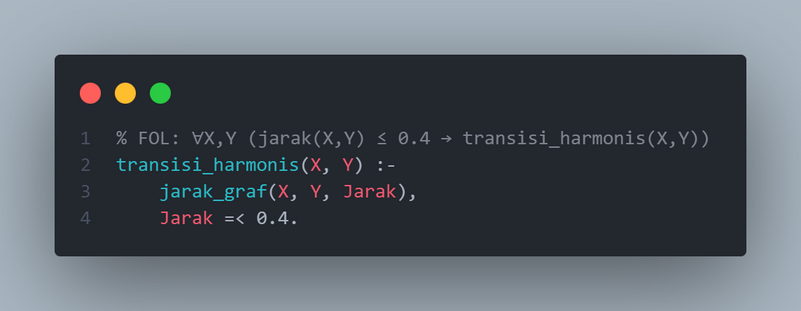 1 % FOL: ∀X,Y (jarak(X,Y) ≤ 0.4 → transisi_harmonis(X,Y))
2 transisi_harmonis(X, Y) :-
3     jarak_graf(X, Y, Jarak),
4     Jarak =< 0.4.